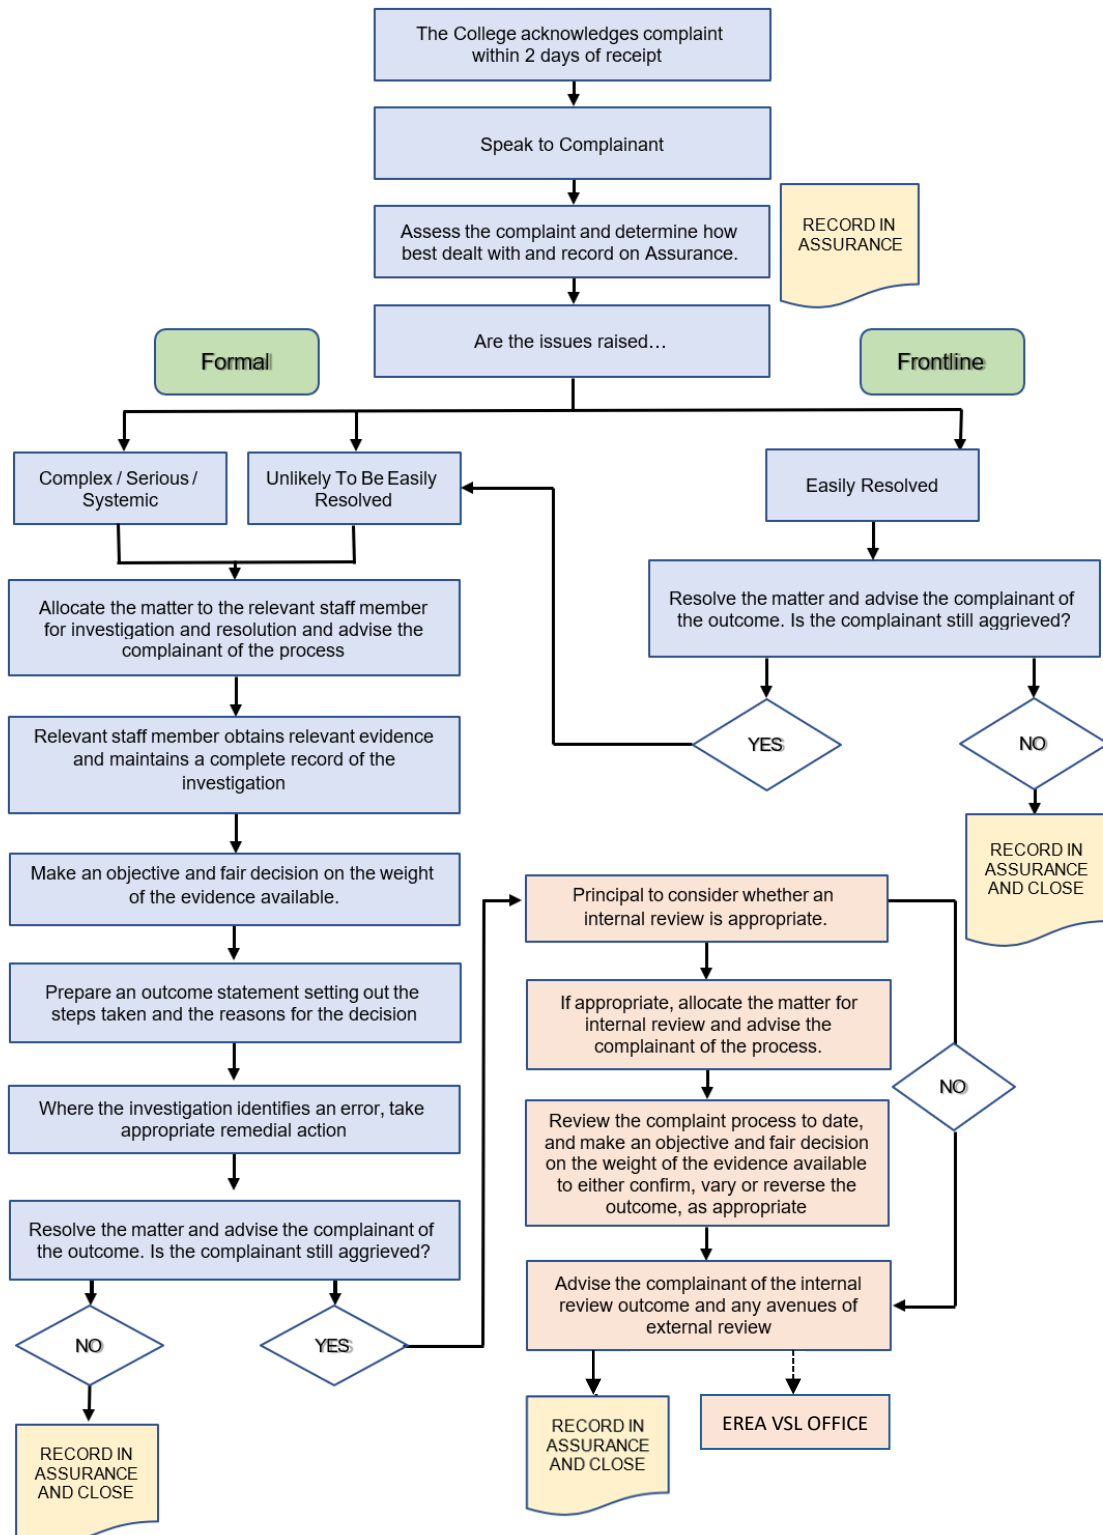 The College acknowledges complaint
within 2 days of receipt
Speak to Complainant
Assess the complaint and determine how
best dealt with and record on Assurance.
RECORD IN
ASSURANCE
Are the issues raised…
Formal
Frontline
Complex / Serious /
Systemic
Unlikely To Be Easily
Resolved
Easily Resolved
Allocate the matter to the relevant staff member
for investigation and resolution and advise the
complainant of the process
Resolve the matter and advise the complainant of
the outcome. Is the complainant still aggrieved?
Relevant staff member obtains relevant evidence
and maintains a complete record of the
investigation
YES
NO
RECORD IN
ASSURANCE
AND CLOSE
Make an objective and fair decision on the weight
of the evidence available.
Principal to consider whether an
internal review is appropriate.
Prepare an outcome statement setting out the
steps taken and the reasons for the decision
If appropriate, allocate the matter for
internal review and advise the
complainant of the process.
NO
Where the investigation identifies an error, take
appropriate remedial action
Review the complaint process to date,
and make an objective and fair decision
on the weight of the evidence available
to either confirm, vary or reverse the
outcome, as appropriate
Resolve the matter and advise the complainant of
the outcome. Is the complainant still aggrieved?
Advise the complainant of the internal
review outcome and any avenues of
external review
NO
YES
RECORD IN
ASSURANCE
AND CLOSE
EREA VSL OFFICE
RECORD IN
ASSURANCE
AND CLOSE